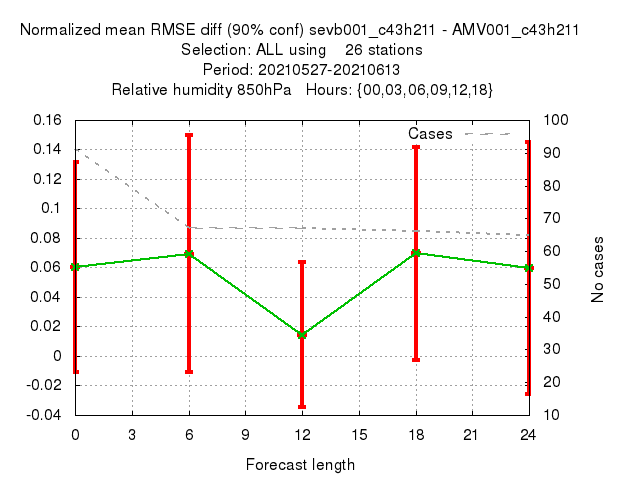 Normalized mean RMSE diff (90% conf) sevb001_c43h211 - AMV001_c43h211
Selection: ALL using    26 stations
Period: 20210527-20210613
Relative humidity 850hPa   Hours: {00,03,06,09,12,18}
Cases
0.16
0.14
0.12
0.1
0.08
0.06
0.04
0.02
0
-0.02
-0.04
100
90
80
70
60
50
40
30
20
10
No cases
0 3 6 9 12 15 18 21 24
Forecast length